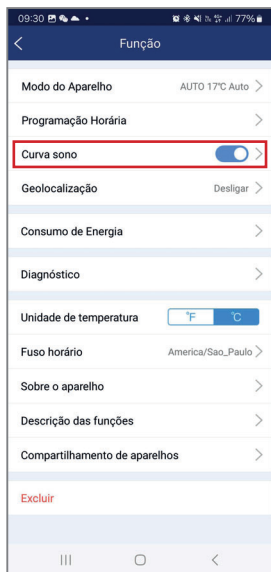 09:30 77%
Função
Modo do Aparelho AUTO 17ºC Auto
Programação Horária
Curva sono
Geolocalização Desligar
Consumo de Energia
Diagnóstico
Unidade de temperatura °F °C
Fuso horário America/Sao_Paulo
Sobre o aparelho
Descrição das funções
Compartilhamento de aparelhos
Excluir